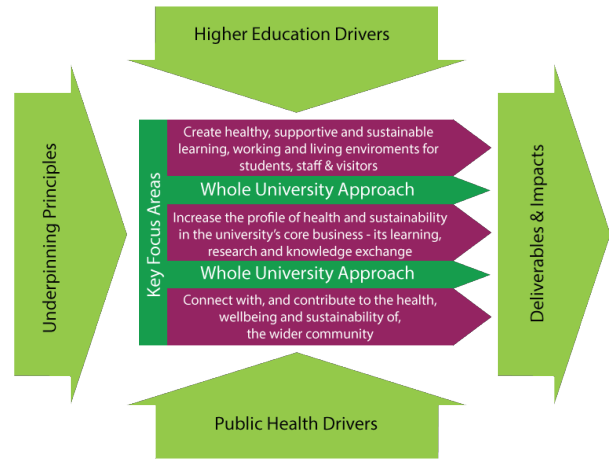 Higher Education Drivers
Underpinning Principles
Key Focus Areas
Create healthy, supportive and sustainable
learning, working and living enviroments for
students, staff & visitors
Whole University Approach
Increase the profile of health and sustainability
in the university's core business - its learning,
research and knowledge exchange
Whole University Approach
Connect with, and contribute to the health,
wellbeing and sustainability of,
the wider community
Deliverables & Impacts
Public Health Drivers